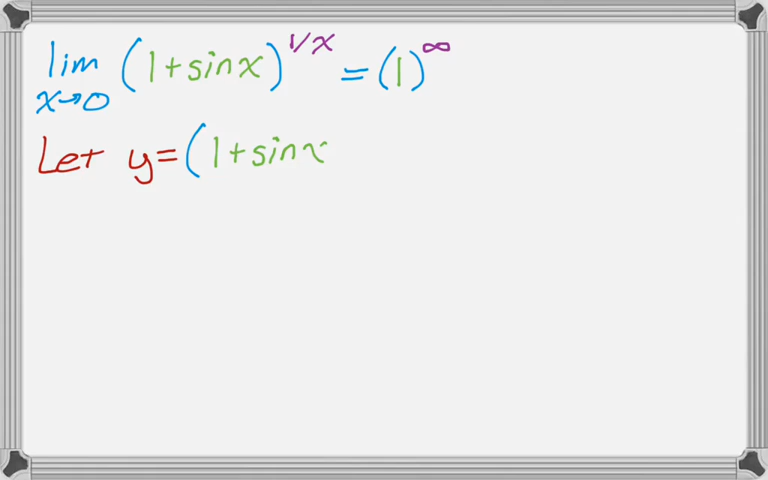 lim x→0 (1+sinx)^1/x = (1)^∞
Let y=(1+sinx